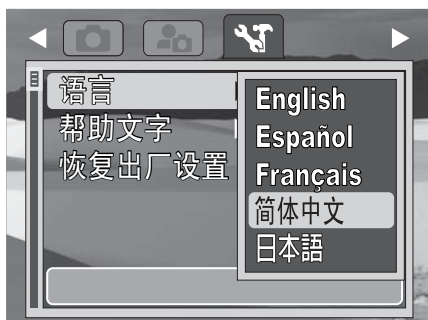 语言
帮助文字
恢复出厂设置
English
Español
Français
简体中文
日本語